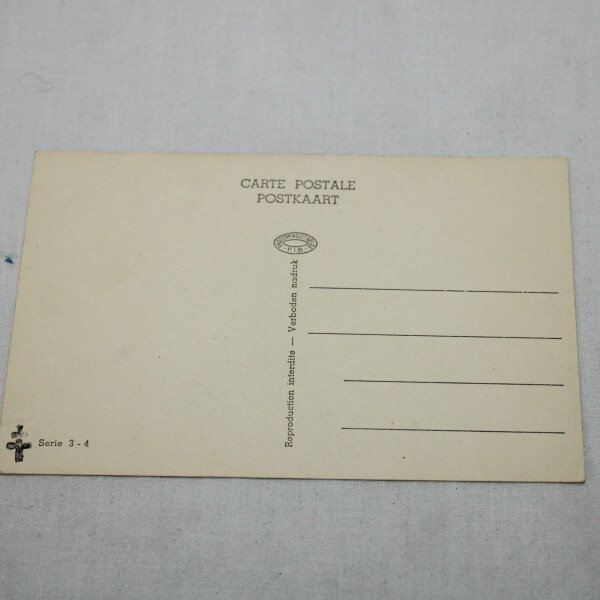 CARTE POSTALE
POSTKAART
Reproduction interdite — Verboden nadruk
Serie 3 - 4